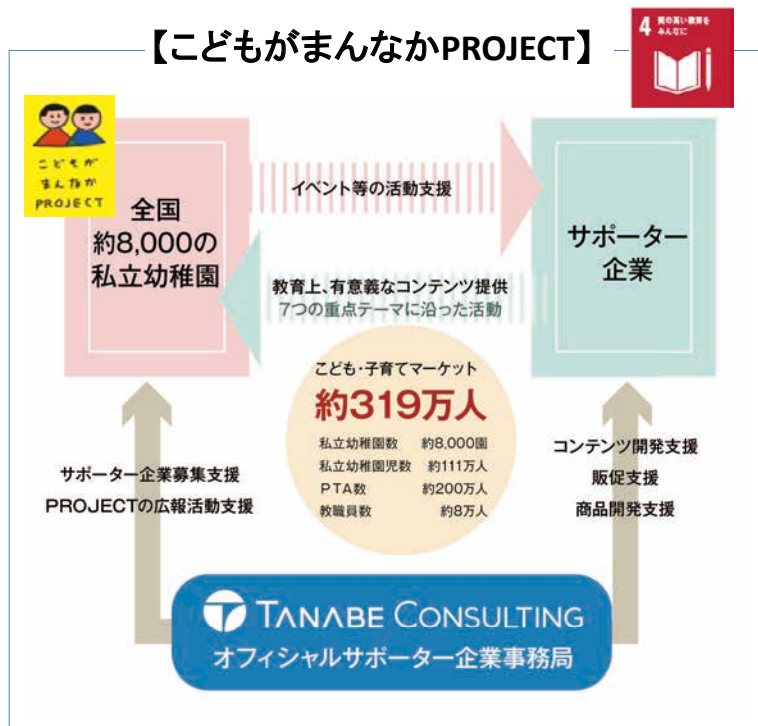 【こどもがまんなかPROJECT】
4 質の高い教育を
みんなに
こどもが
まんなか
PROJECT
全国
約8,000の
私立幼稚園
イベント等の活動支援
サポーター
企業
教育上、有意義なコンテンツ提供
7つの重点テーマに沿った活動
こども・子育てマーケット
約319万人
私立幼稚園数 約8,000園
私立幼稚園児数 約111万人
PTA数 約200万人
教職員数 約8万人
サポーター企業募集支援
PROJECTの広報活動支援
コンテンツ開発支援
販促支援
商品開発支援
TANABE CONSULTING
オフィシャルサポーター企業事務局